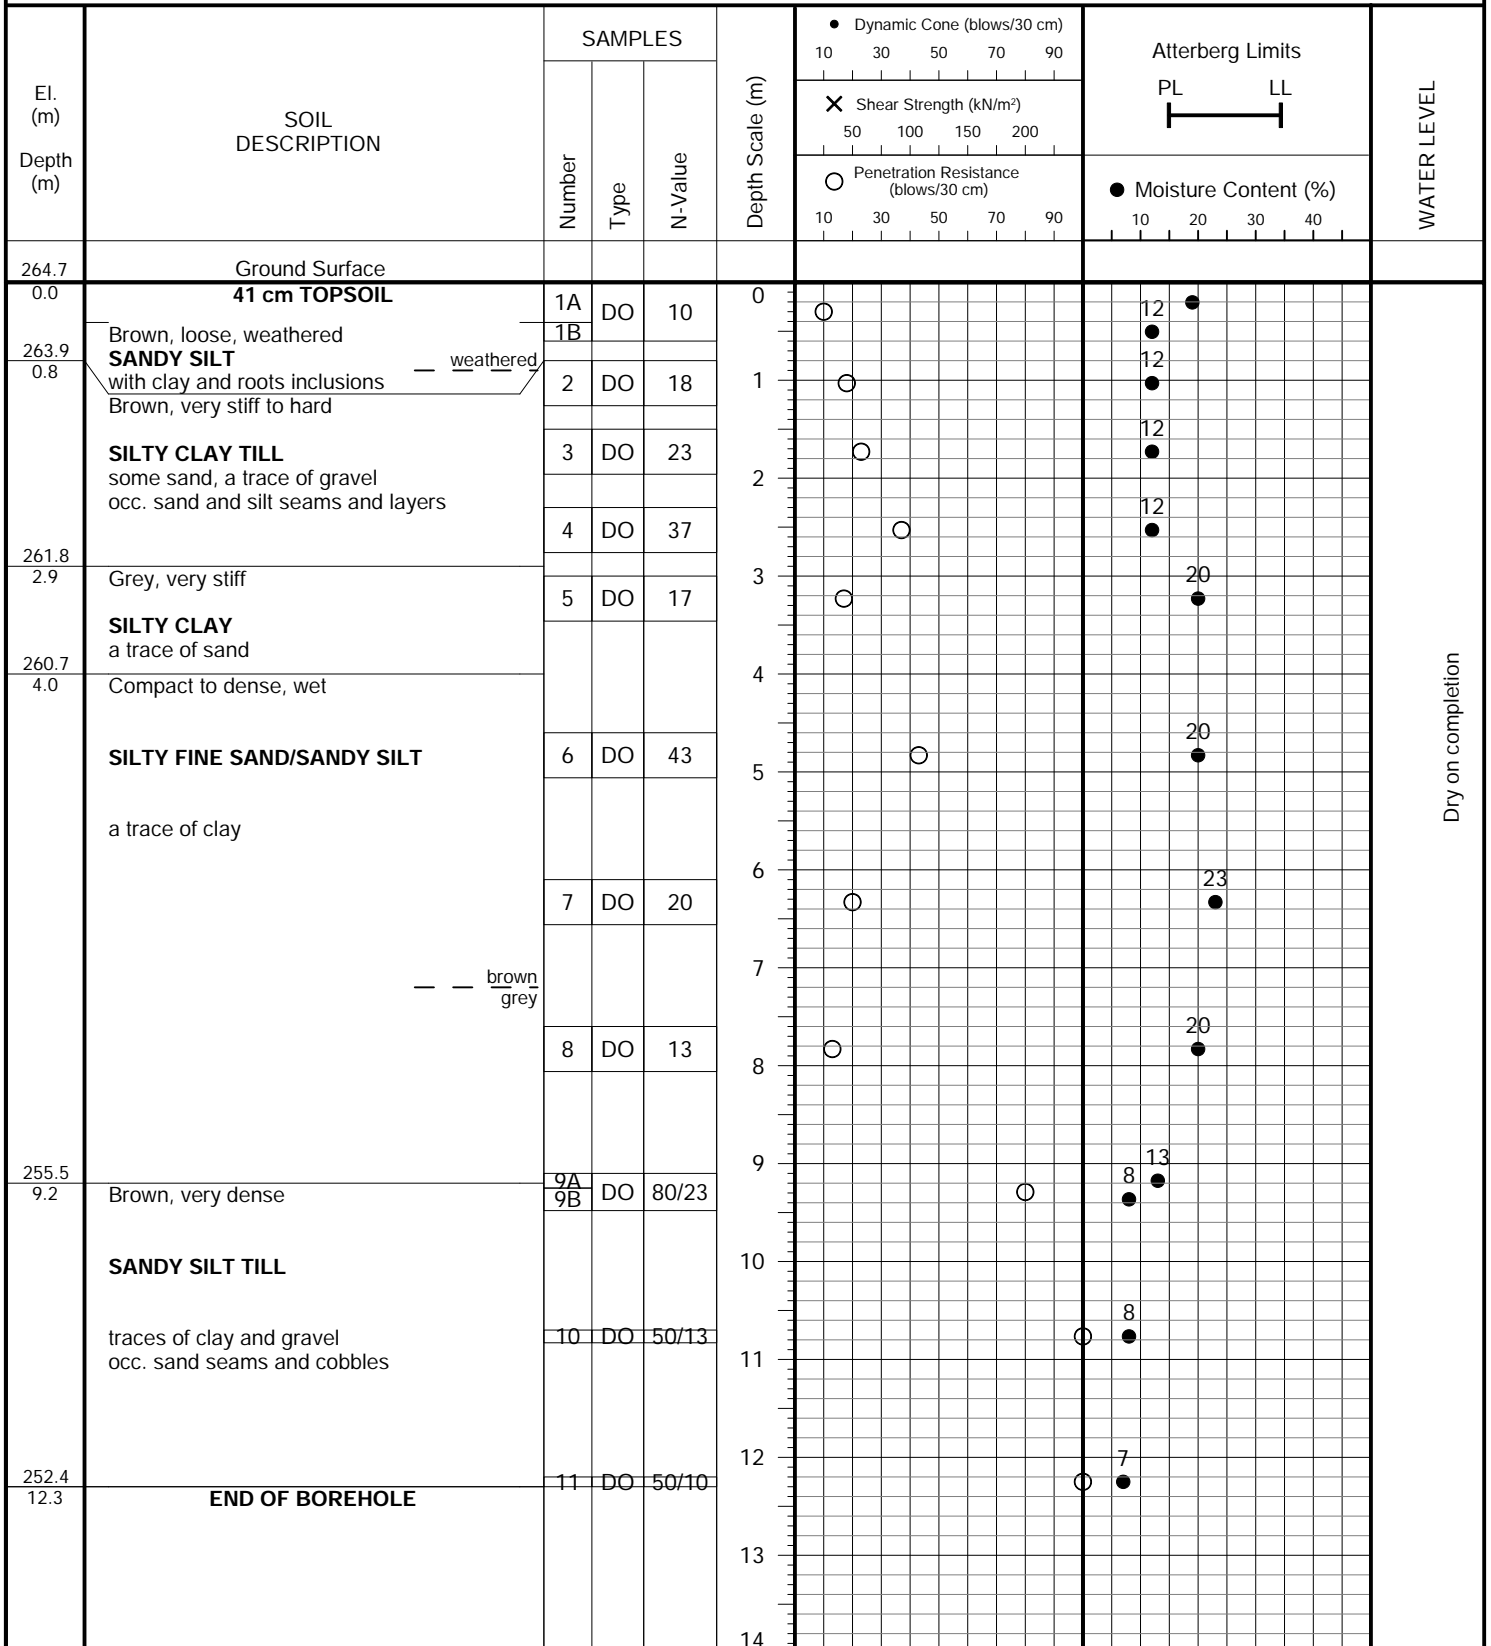 El.
(m)
Depth
(m)
SOIL
DESCRIPTION
SAMPLES
Number
Type
N-Value
Depth Scale (m)
● Dynamic Cone (blows/30 cm)
10 30 50 70 90
✕ Shear Strength (kN/m²)
50 100 150 200
○ Penetration Resistance
(blows/30 cm)
10 30 50 70 90
Atterberg Limits
PL LL
● Moisture Content (%)
10 20 30 40
WATER LEVEL
264.7 Ground Surface
0.0 41 cm TOPSOIL 1A DO 10 0
12
Brown, loose, weathered 1B
263.9 SANDY SILT weathered 12
0.8 with clay and roots inclusions 2 DO 18 1
Brown, very stiff to hard
12
SILTY CLAY TILL 3 DO 23
some sand, a trace of gravel 2
occ. sand and silt seams and layers 12
4 DO 37
261.8
2.9 Grey, very stiff 3 20
5 DO 17
SILTY CLAY
a trace of sand
260.7 4
4.0 Compact to dense, wet
Dry on completion
20
SILTY FINE SAND/SANDY SILT 6 DO 43
5
a trace of clay
6 23
7 DO 20
7
brown
grey
20
8 DO 13
8
9 13
255.5 9A 8
9.2 Brown, very dense 9B DO 80/23
SANDY SILT TILL 10
8
traces of clay and gravel 10 DO 50/13
occ. sand seams and cobbles 11
12 7
252.4 11 DO 50/10
12.3 END OF BOREHOLE
13
14